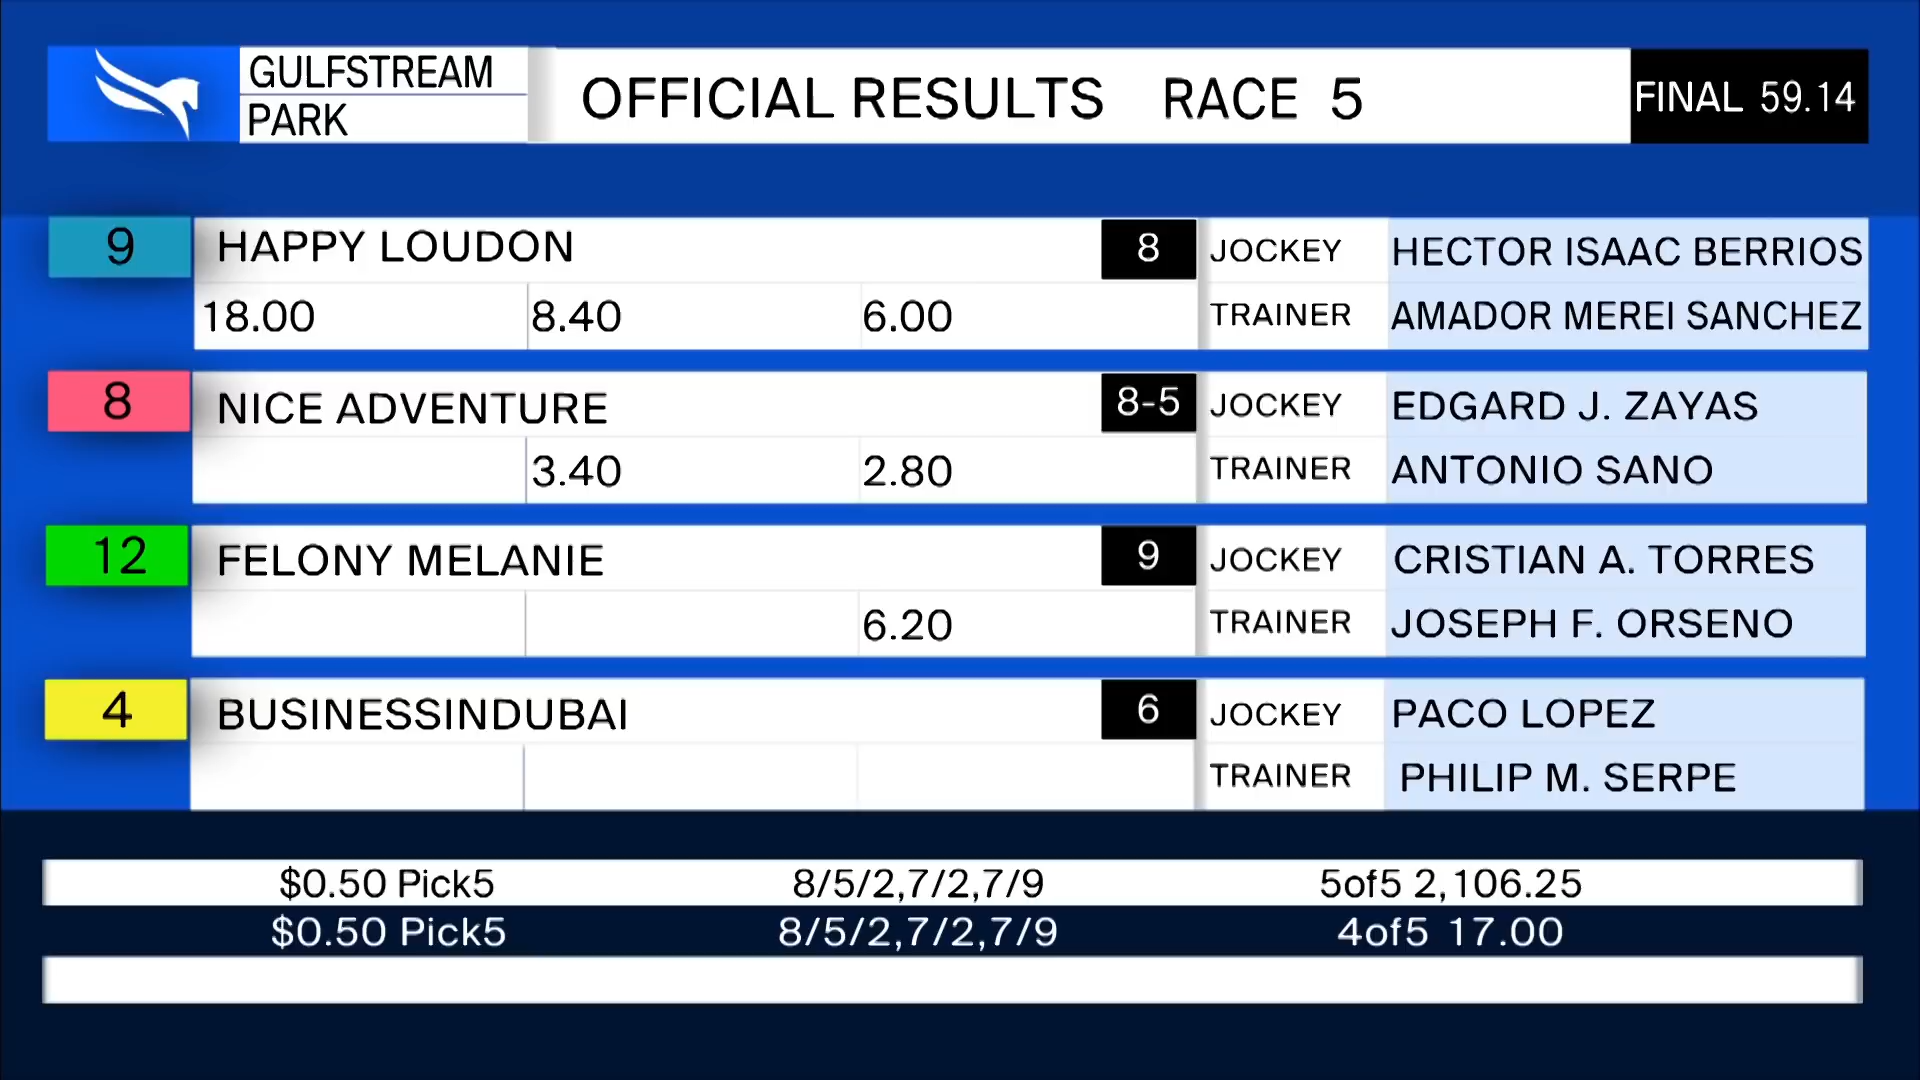 GULFSTREAM
PARK
OFFICIAL RESULTS RACE 5
FINAL 59.14
9 HAPPY LOUDON 8 JOCKEY HECTOR ISAAC BERRIOS
18.00 8.40 6.00 TRAINER AMADOR MEREI SANCHEZ
8 NICE ADVENTURE 8-5 JOCKEY EDGARD J. ZAYAS
3.40 2.80 TRAINER ANTONIO SANO
12 FELONY MELANIE 9 JOCKEY CRISTIAN A. TORRES
6.20 TRAINER JOSEPH F. ORSENO
4 BUSINESSINDUBAI 6 JOCKEY PACO LOPEZ
TRAINER PHILIP M. SERPE
$0.50 Pick5 8/5/2,7/2,7/9 5of5 2,106.25
$0.50 Pick5 8/5/2,7/2,7/9 4of5 17.00